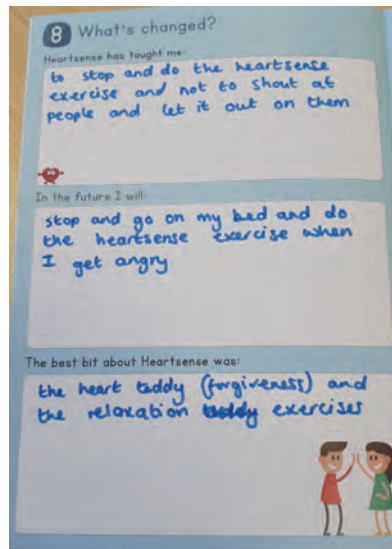 8 What's changed?
Heartsense has taught me:
to stop and do the heartsense
exercise and not to shout at
people and let it out on them
In the future I will:
stop and go on my bed and do
the heartsense exercise when
I get angry
The best bit about Heartsense was:
the heart teddy (forgiveness) and
the relaxation exercises